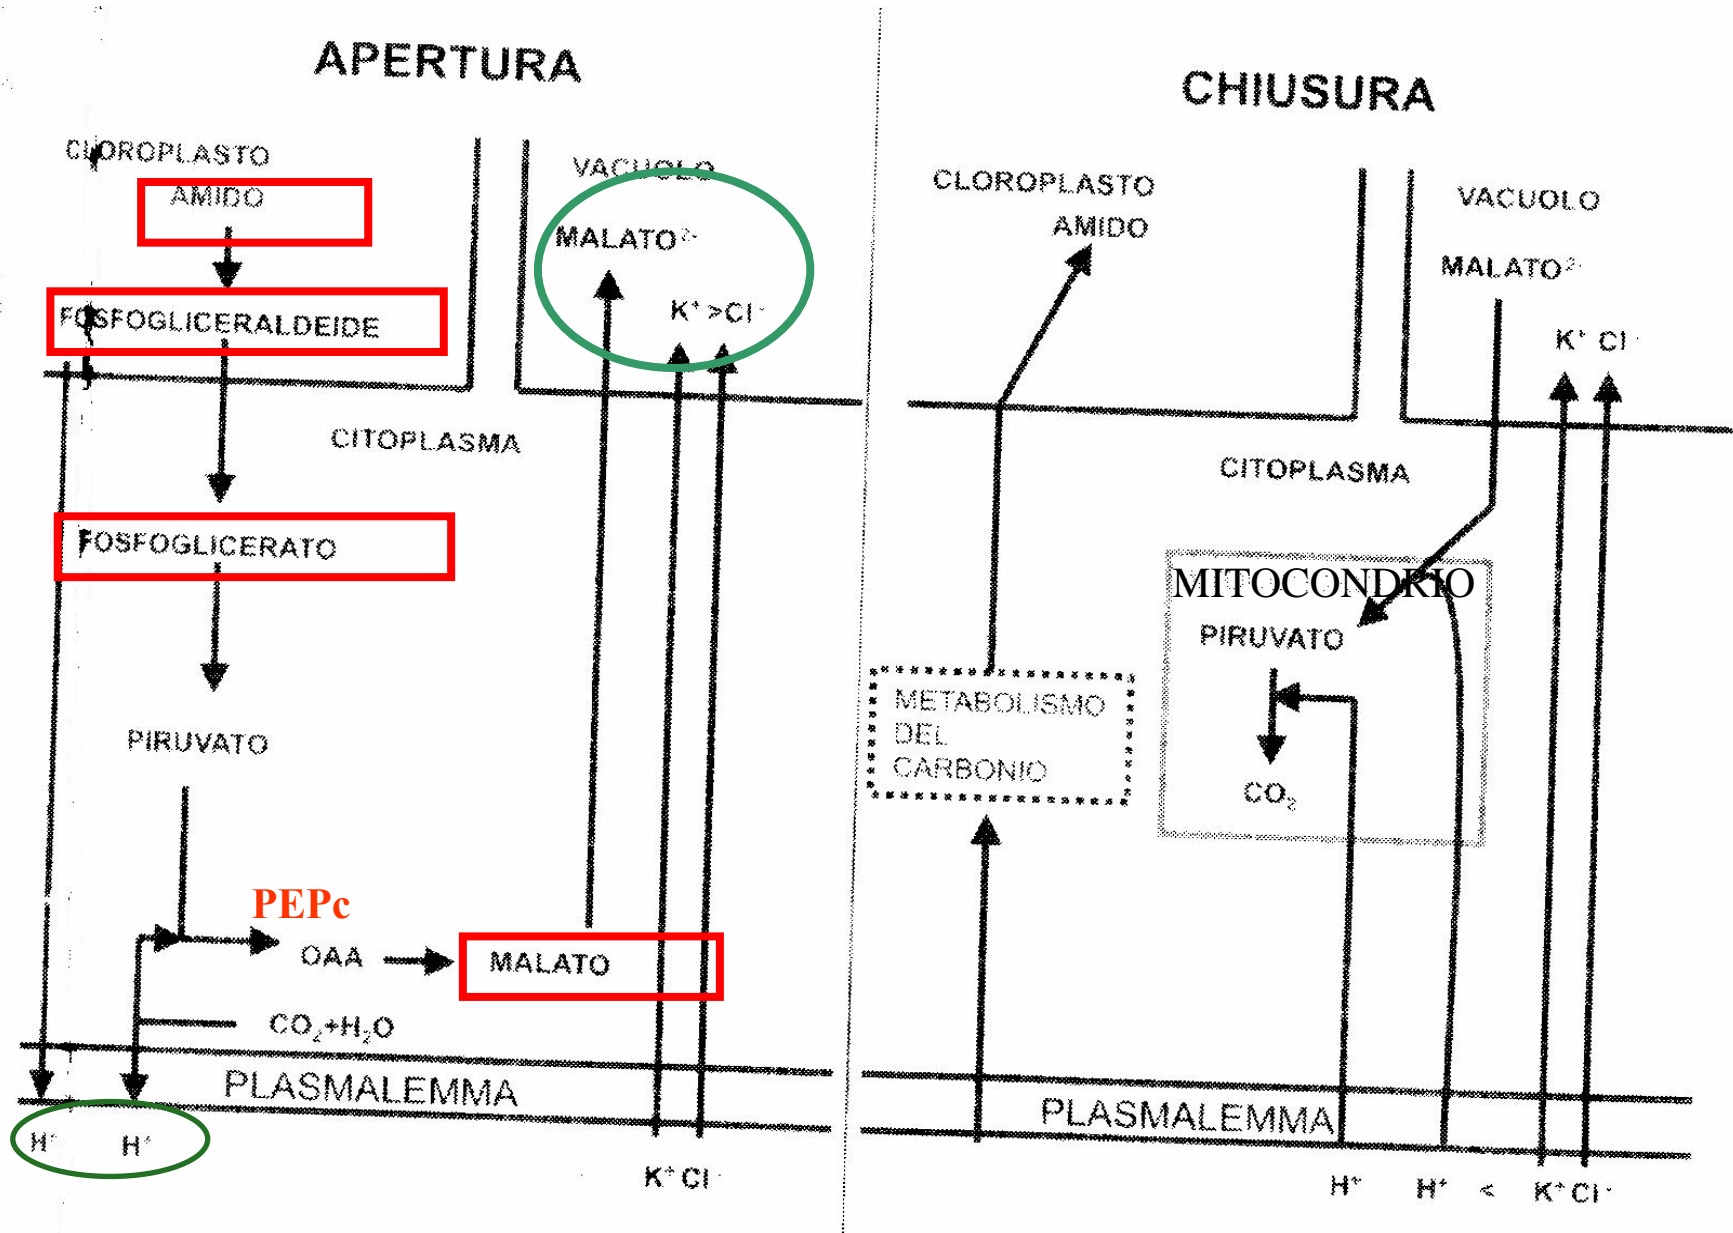 APERTURA
CLOROPLASTO
AMIDO
FOSFOGLICERALDEIDE
VACUOLO
MALATO²⁻
K⁺ >Cl⁻
CITOPLASMA
FOSFOGLICERATO
PIRUVATO
PEPc
OAA
MALATO
CO₂+H₂O
PLASMALEMMA
H⁺ H⁺
K⁺ Cl⁻
CHIUSURA
CLOROPLASTO
AMIDO
VACUOLO
MALATO²⁻
K⁺ Cl⁻
CITOPLASMA
MITOCONDRIO
PIRUVATO
CO₂
METABOLISMO
DEL
CARBONIO
PLASMALEMMA
H⁺ H⁺ < K⁺ Cl⁻